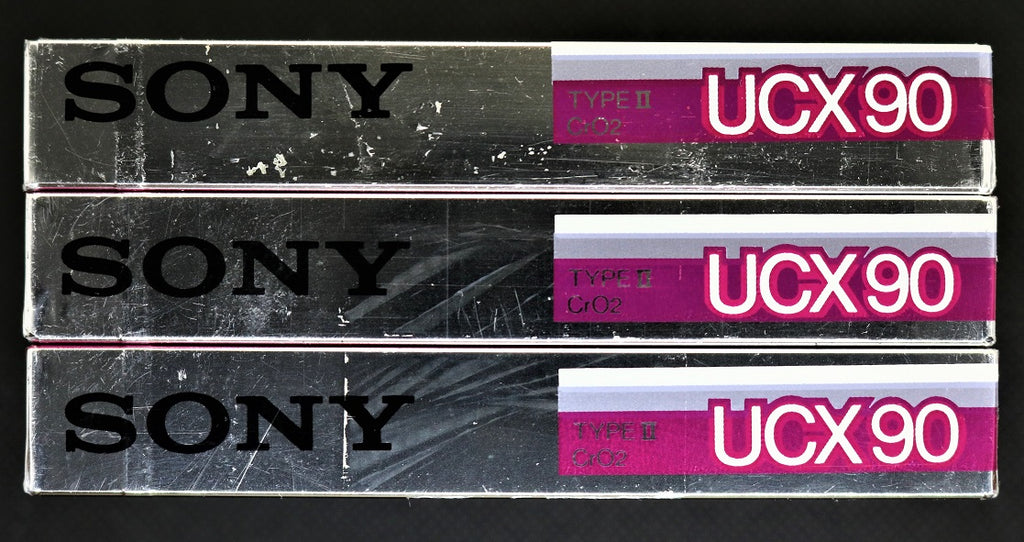 SONY
TYPE II
CrO2
UCX 90
SONY
TYPE II
CrO2
UCX 90
SONY
TYPE II
CrO2
UCX 90